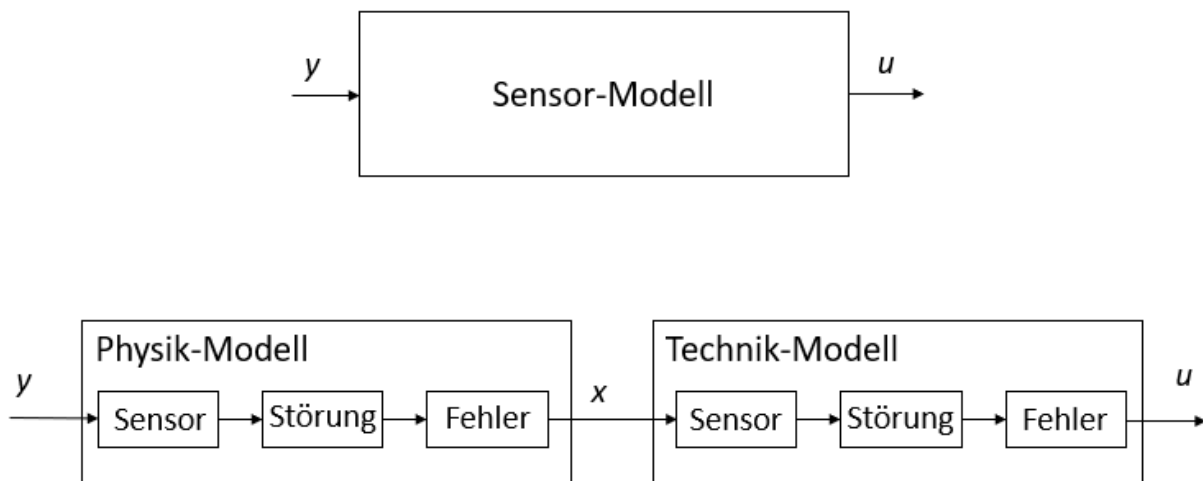 y
u
Sensor-Modell
Physik-Modell
Technik-Modell
y
x
u
Sensor
Störung
Fehler
Sensor
Störung
Fehler